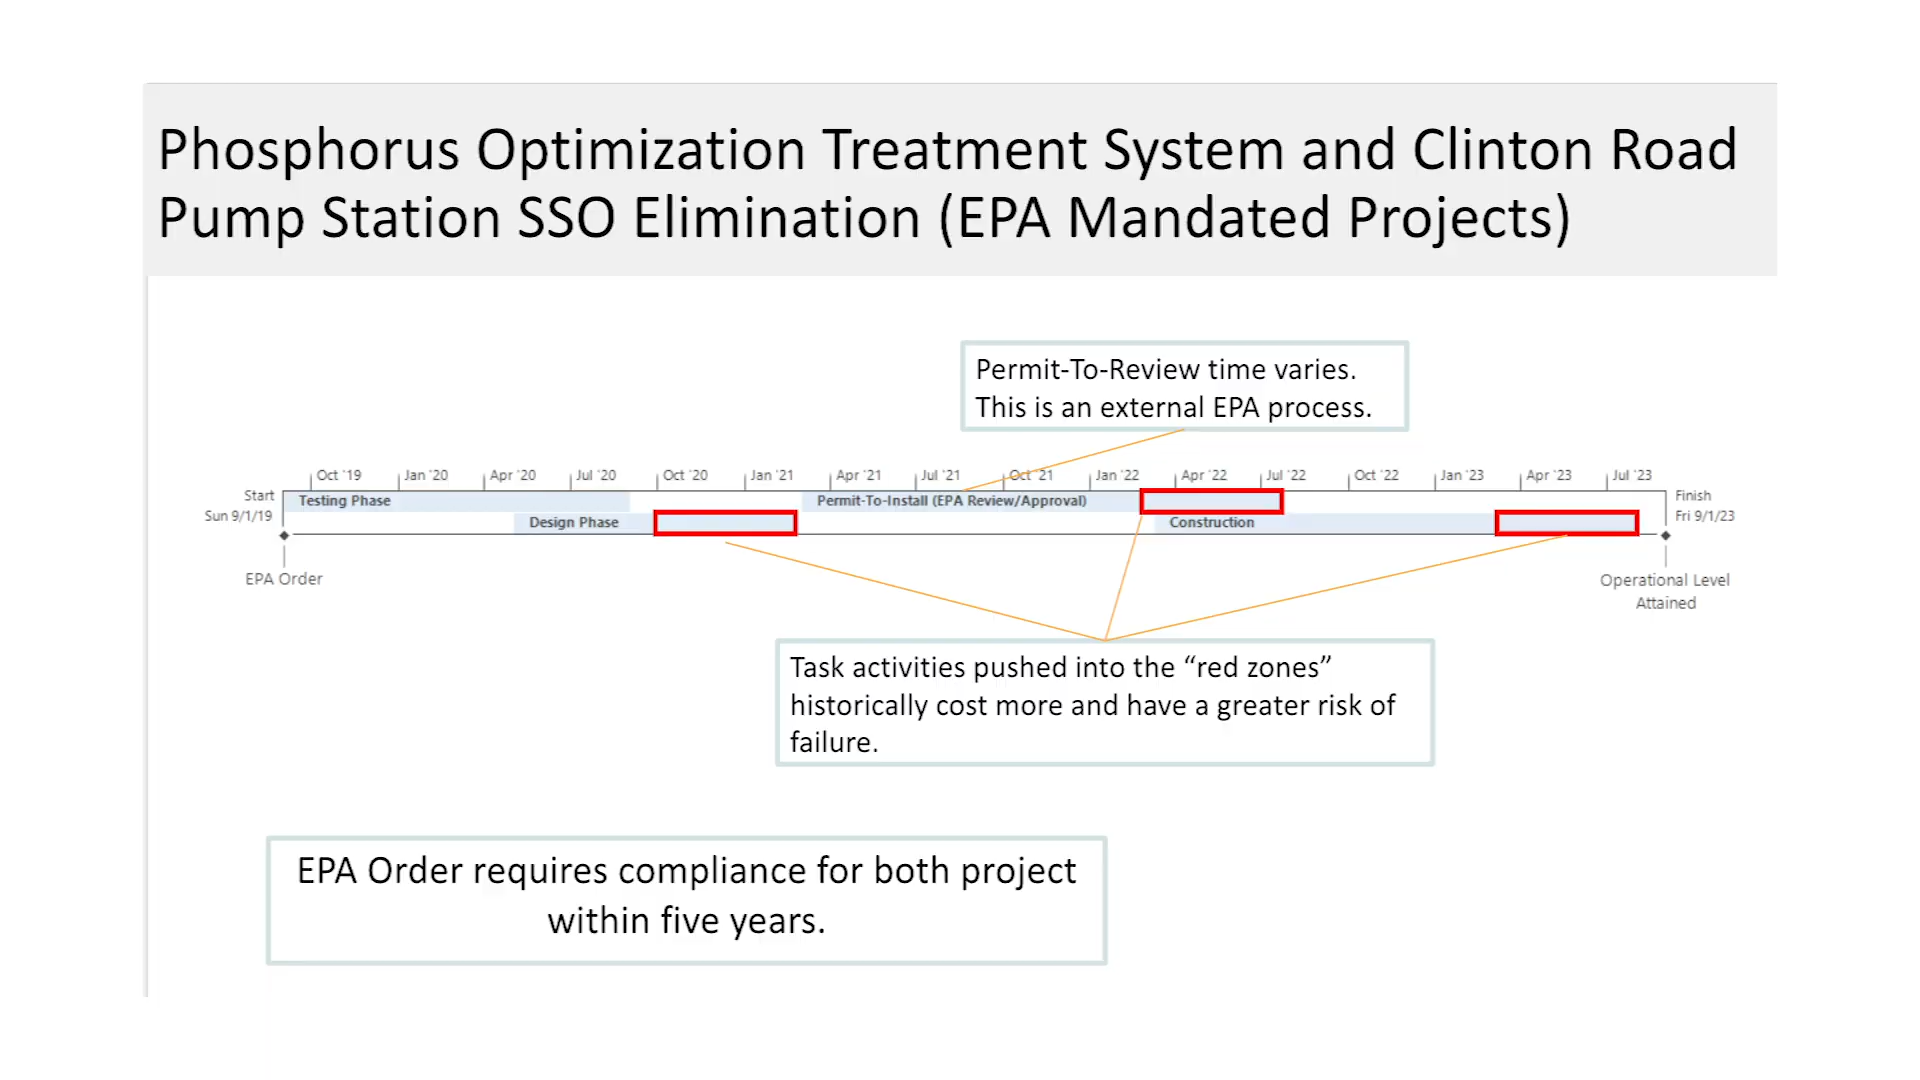 Phosphorus Optimization Treatment System and Clinton Road
Pump Station SSO Elimination (EPA Mandated Projects)
Permit-To-Review time varies.
This is an external EPA process.
Oct '19 Jan '20 Apr '20 Jul '20 Oct '20 Jan '21 Apr '21 Jul '21 Oct '21 Jan '22 Apr '22 Jul '22 Oct '22 Jan '23 Apr '23 Jul '23
Start
Sun 9/1/19
Testing Phase
Permit-To-Install (EPA Review/Approval)
Design Phase
Construction
Finish
Fri 9/1/23
EPA Order
Operational Level
Attained
Task activities pushed into the “red zones”
historically cost more and have a greater risk of
failure.
EPA Order requires compliance for both project
within five years.